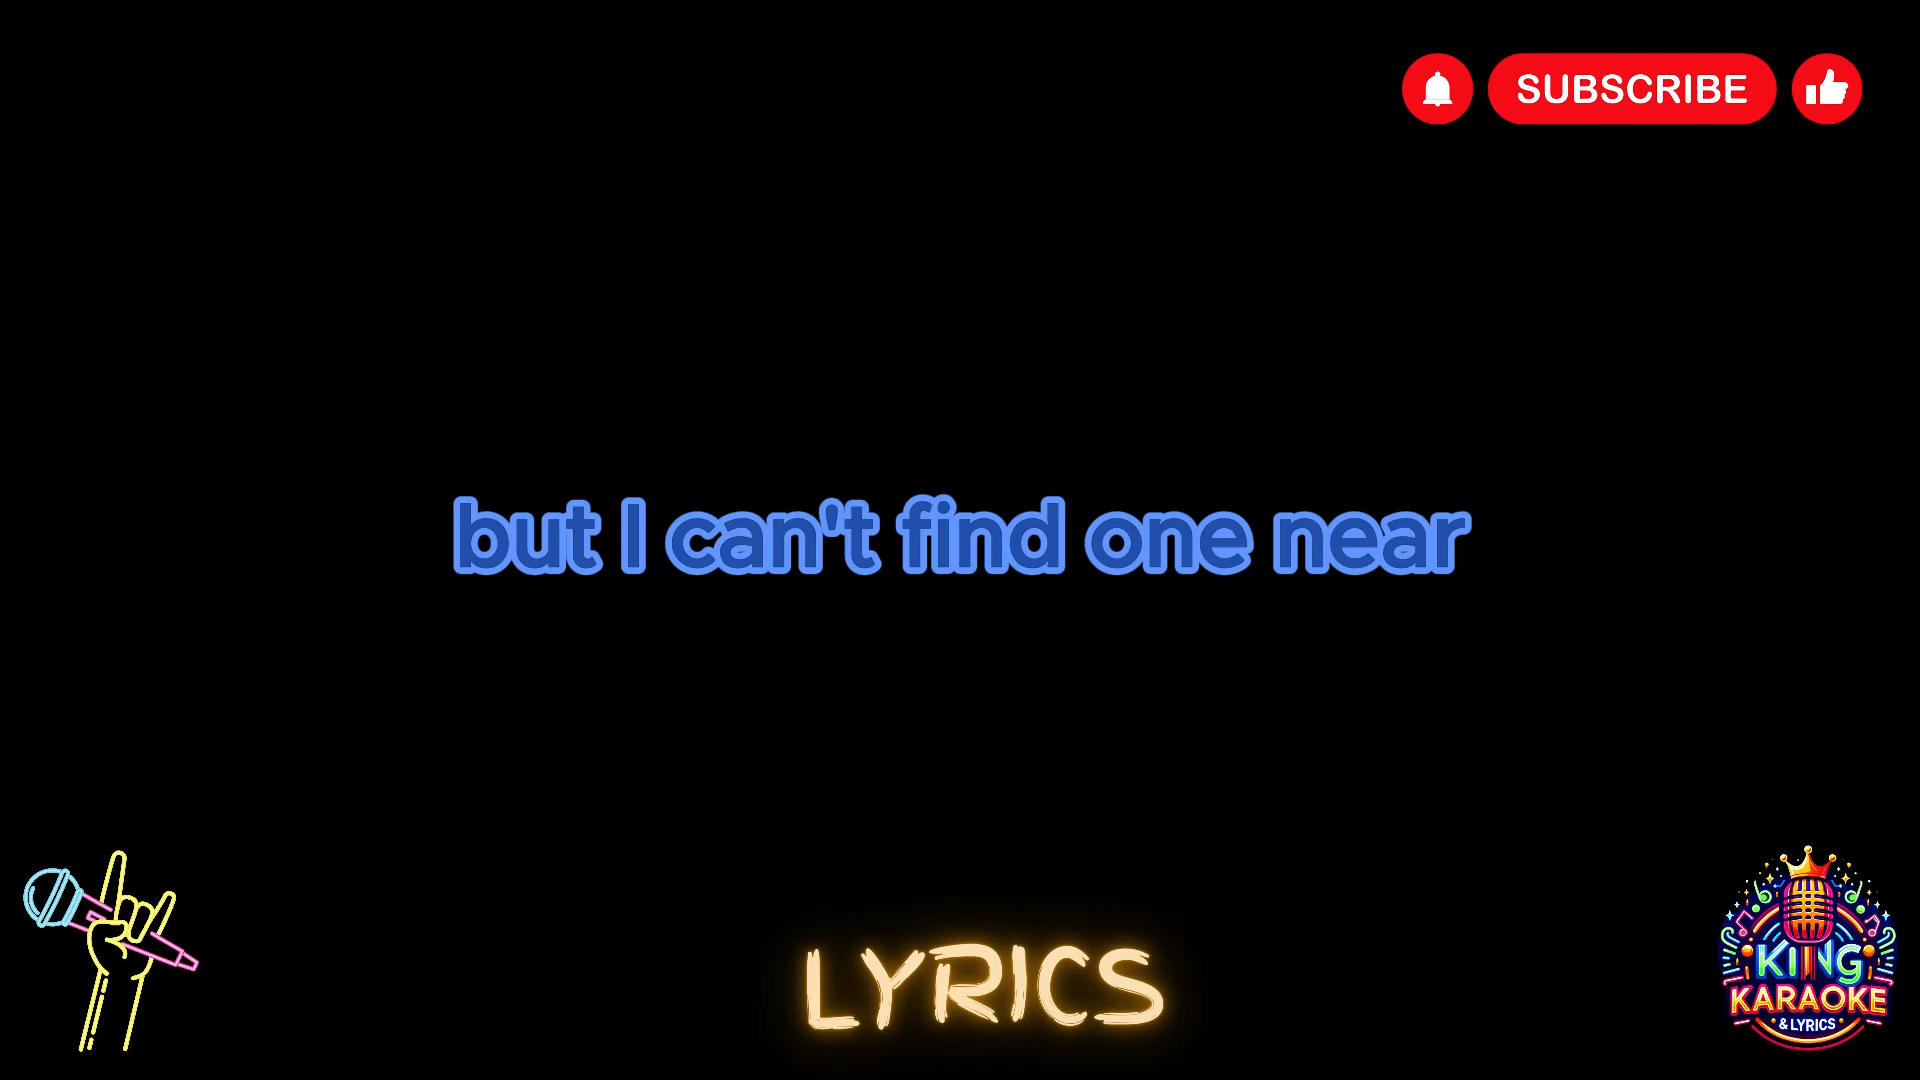 SUBSCRIBE
but I can't find one near
LYRICS
KING
KARAOKE
& LYRICS